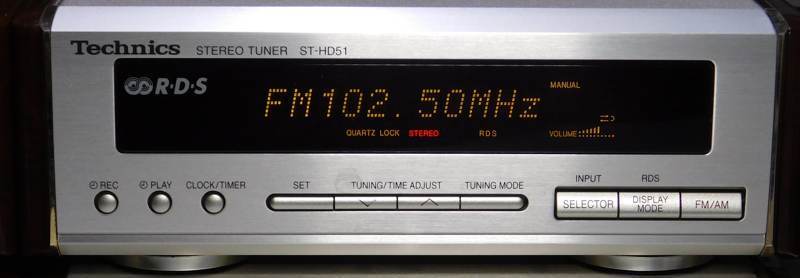 Technics STEREO TUNER ST-HD51
R·D·S
MANUAL
FM102.50MHz
QUARTZ LOCK STEREO RDS VOLUME
REC PLAY CLOCK/TIMER SET TUNING/TIME ADJUST TUNING MODE
INPUT RDS
SELECTOR DISPLAY MODE FM/AM